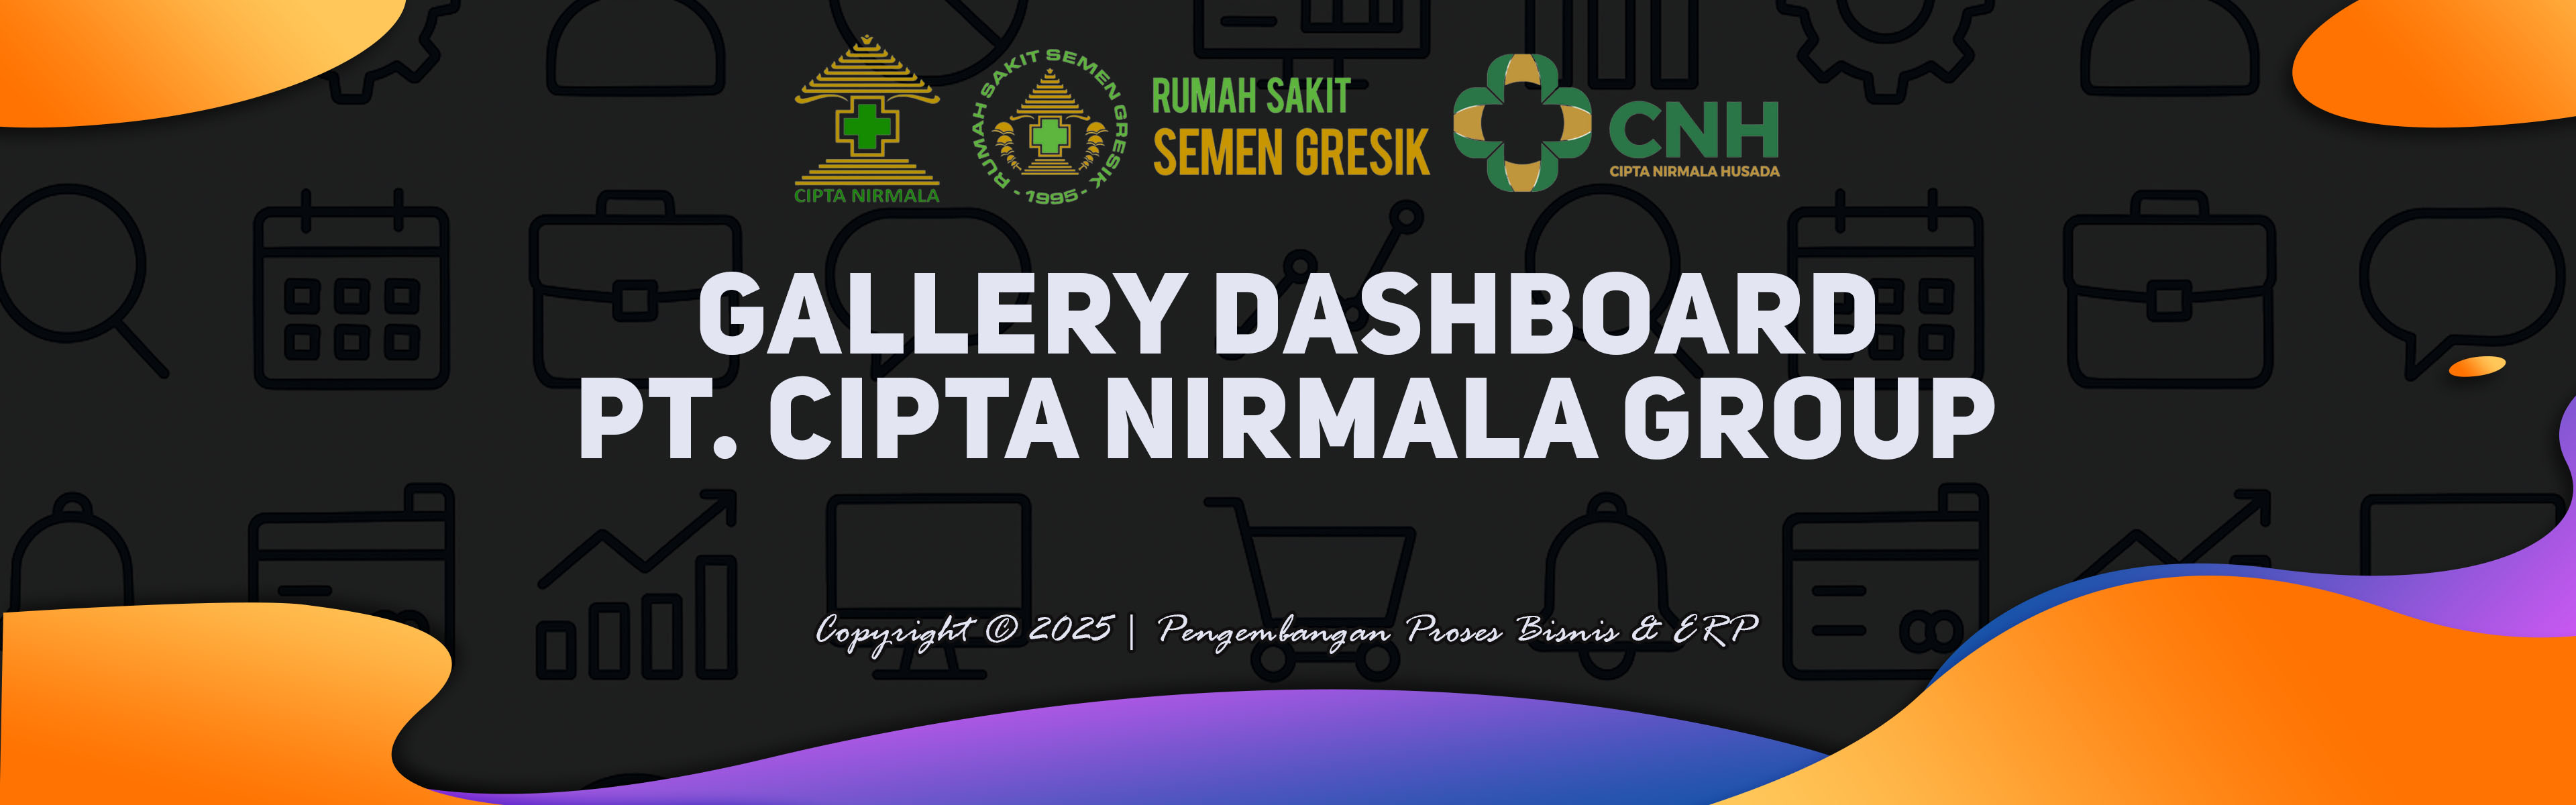 CIPTA NIRMALA
RUMAH SAKIT SEMEN GRESIK
- 1995 -
RUMAH SAKIT
SEMEN GRESIK
CNH
CIPTA NIRMALA HUSADA
GALLERY DASHBOARD
PT. CIPTA NIRMALA GROUP
Copyright © 2025 | Pengembangan Proses Bisnis & ERP